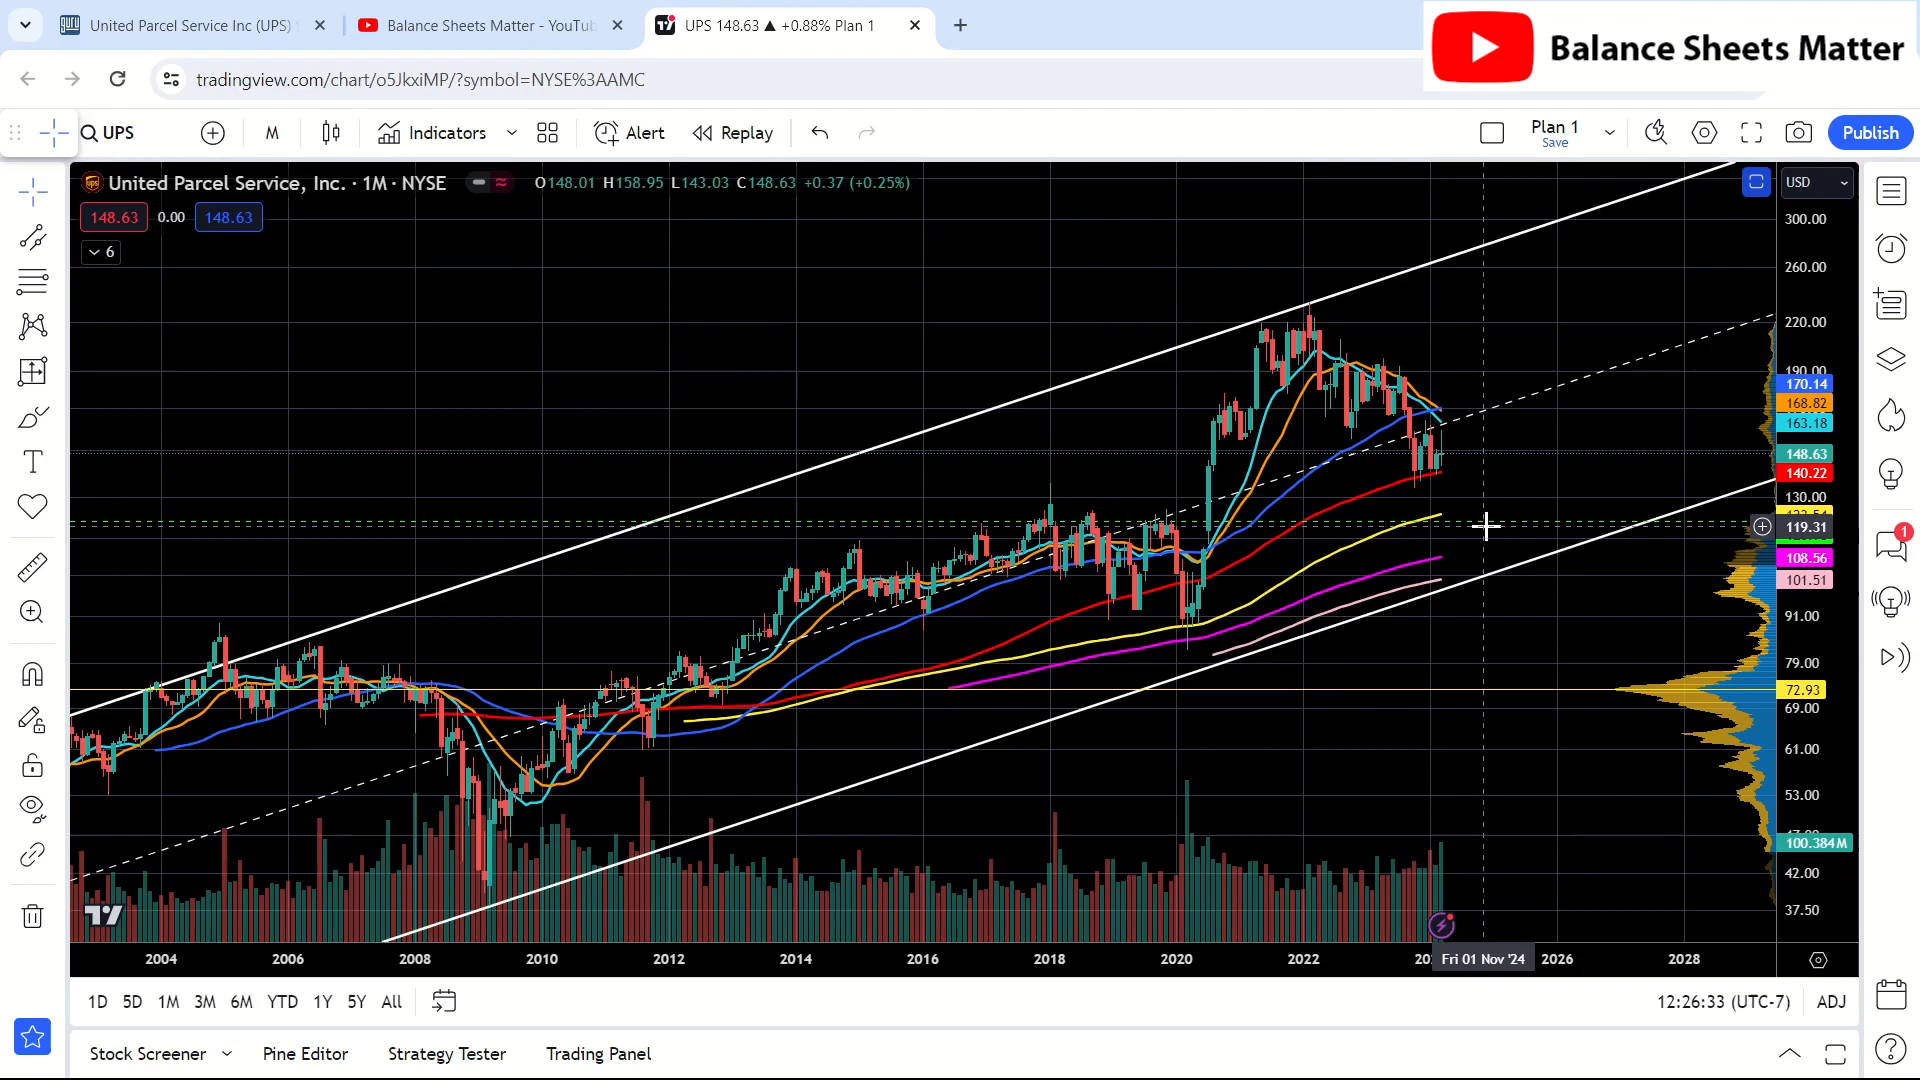 United Parcel Service Inc (UPS)
Balance Sheets Matter - YouTub
UPS 148.63 ▲ +0.88% Plan 1
Balance Sheets Matter
tradingview.com/chart/o5JkxiMP/?symbol=NYSE%3AAMC
UPS
M
Indicators
Alert
Replay
Plan 1
Save
Publish
United Parcel Service, Inc. · 1M · NYSE
O148.01 H158.95 L143.03 C148.63 +0.37 (+0.25%)
USD
148.63 0.00 148.63
6
300.00
260.00
220.00
190.00
170.14
168.82
163.18
148.63
140.22
130.00
119.31
108.56
101.51
91.00
79.00
72.93
69.00
61.00
53.00
100.384M
42.00
37.50
1
2004 2006 2008 2010 2012 2014 2016 2018 2020 2022 Fri 01 Nov '24 2026 2028
1D 5D 1M 3M 6M YTD 1Y 5Y All
12:26:33 (UTC-7) ADJ
Stock Screener Pine Editor Strategy Tester Trading Panel